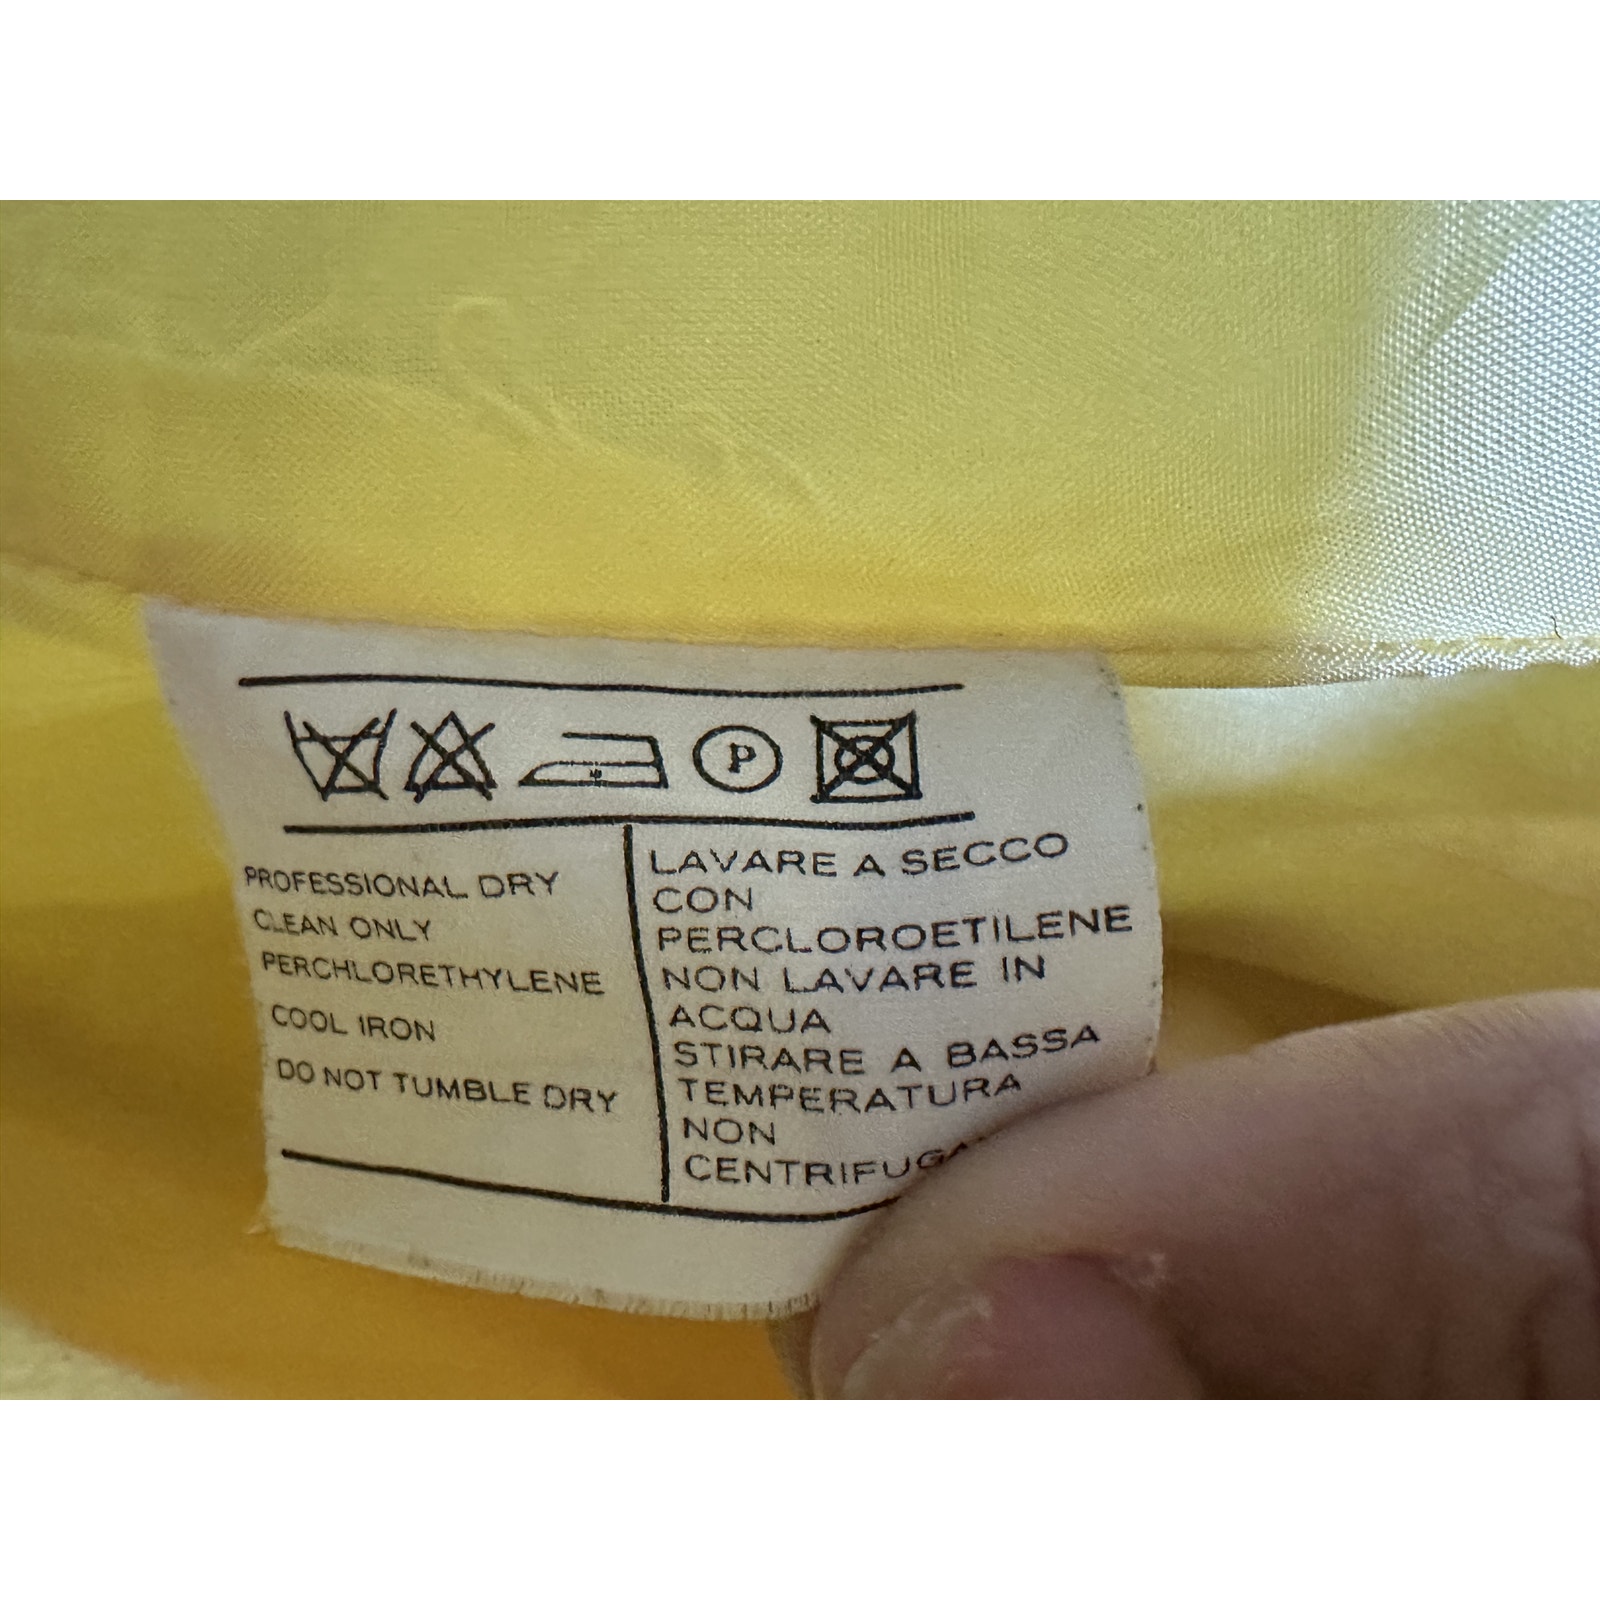 P
PROFESSIONAL DRY
CLEAN ONLY
PERCHLORETHYLENE
COOL IRON
DO NOT TUMBLE DRY
LAVARE A SECCO
CON
PERCLOROETILENE
NON LAVARE IN
ACQUA
STIRARE A BASSA
TEMPERATURA
NON